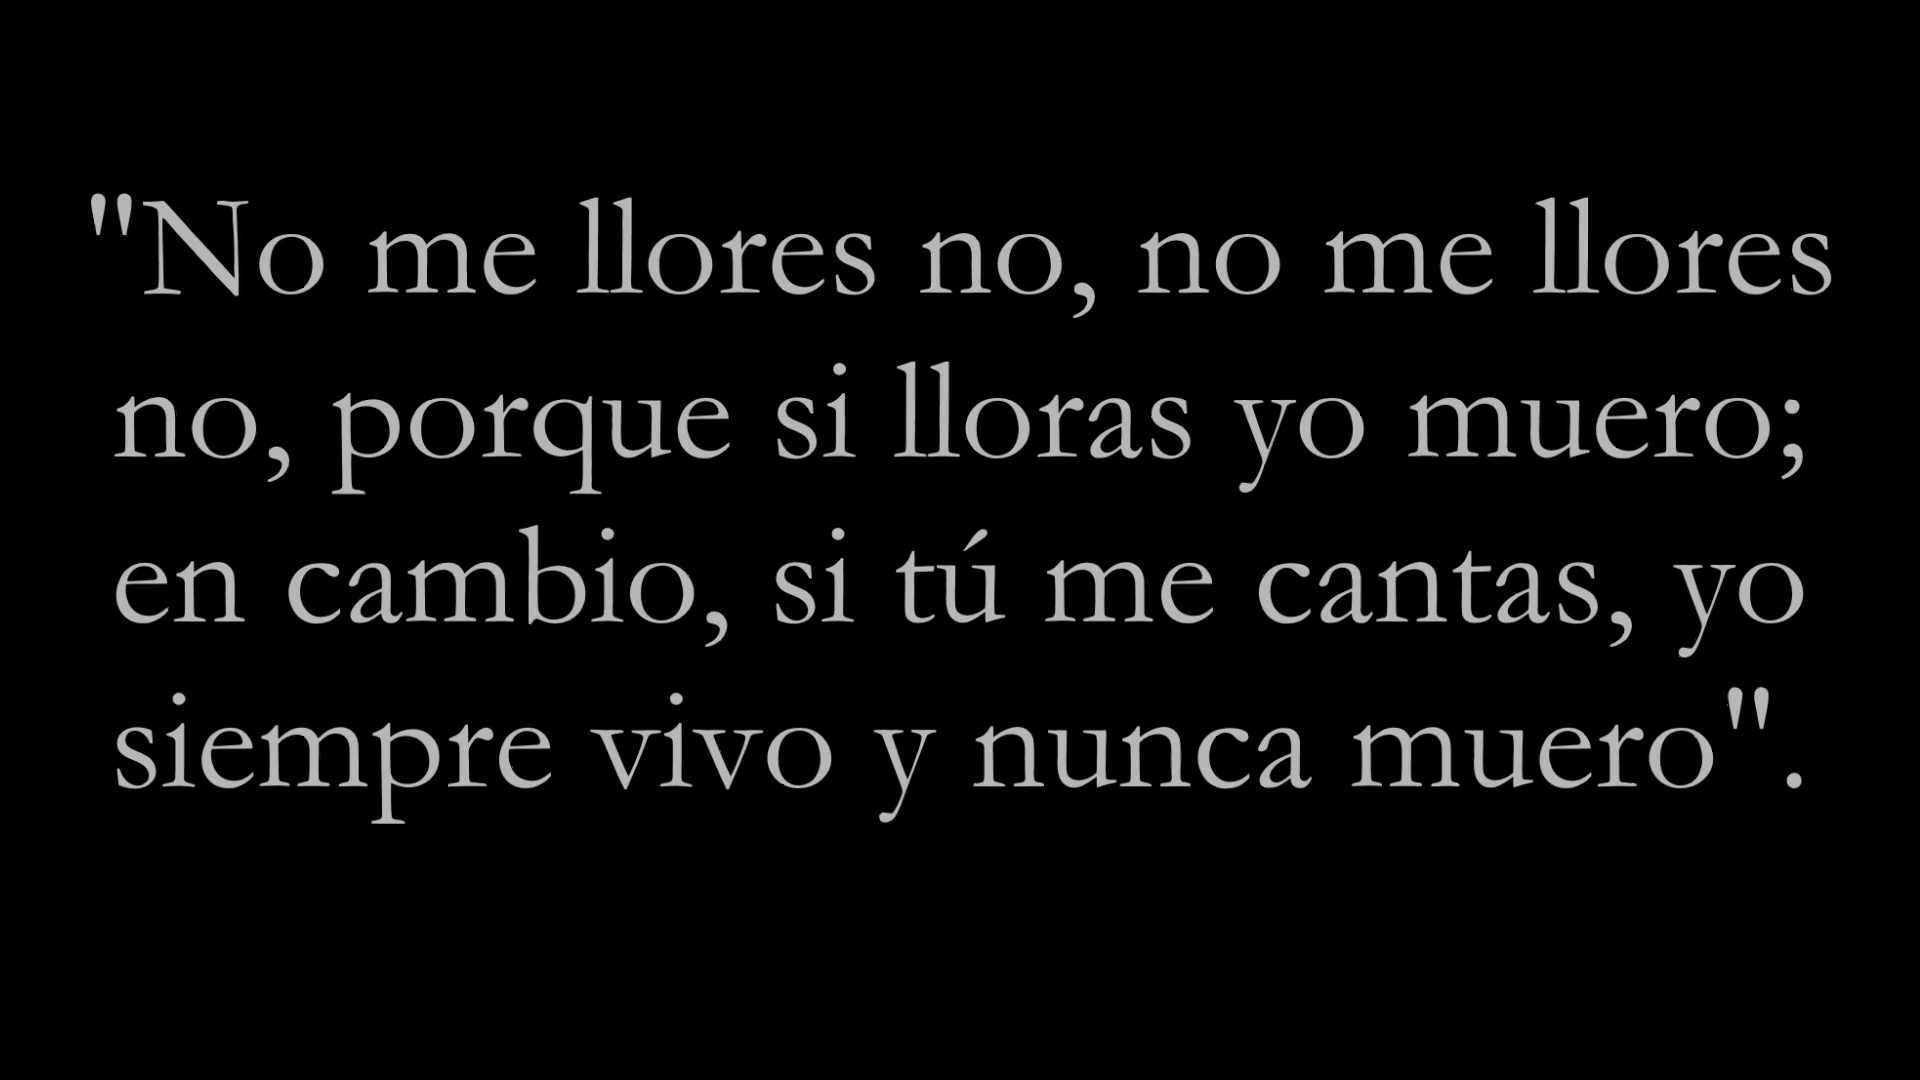 "No me llores no, no me llores
no, porque si lloras yo muero;
en cambio, si tú me cantas, yo
siempre vivo y nunca muero".